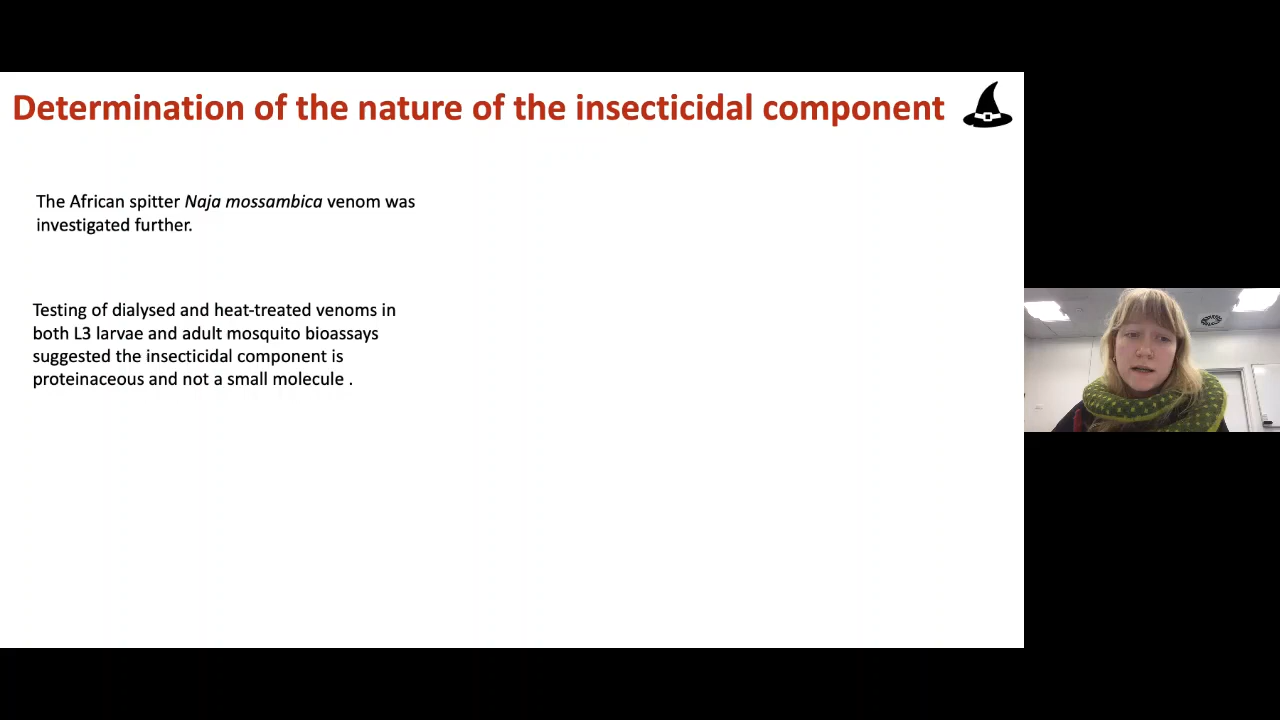 Determination of the nature of the insecticidal component
The African spitter Naja mossambica venom was
investigated further.
Testing of dialysed and heat-treated venoms in
both L3 larvae and adult mosquito bioassays
suggested the insecticidal component is
proteinaceous and not a small molecule .